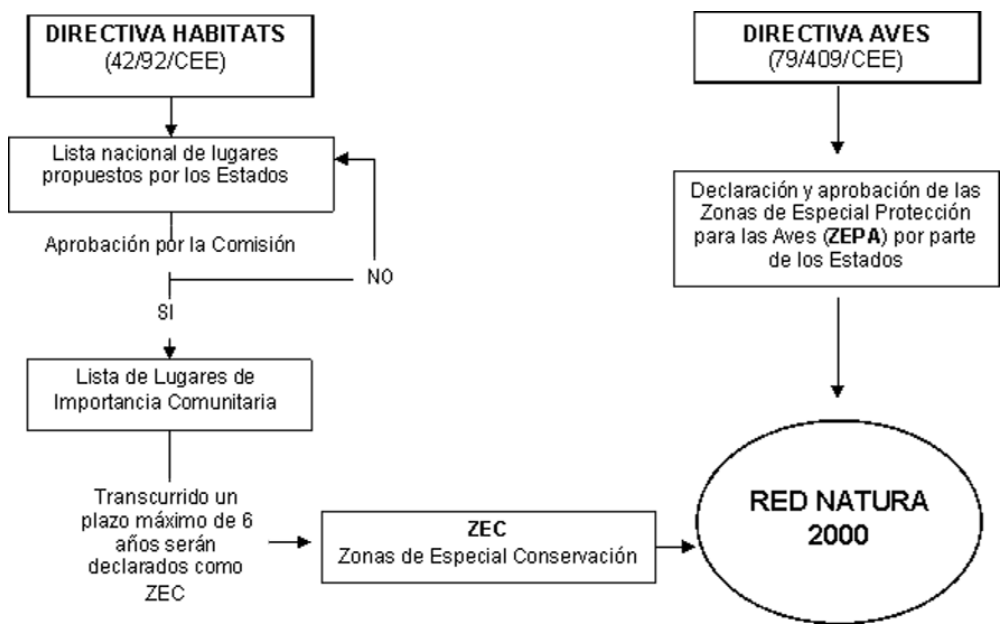 DIRECTIVA HABITATS
(42/92/CEE)
Lista nacional de lugares
propuestos por los Estados
Aprobación por la Comisión
NO
SI
Lista de Lugares de
Importancia Comunitaria
Transcurrido un
plazo máximo de 6
años serán
declarados como
ZEC
ZEC
Zonas de Especial Conservación
DIRECTIVA AVES
(79/409/CEE)
Declaración y aprobación de las
Zonas de Especial Protección
para las Aves (ZEPA) por parte
de los Estados
RED NATURA
2000